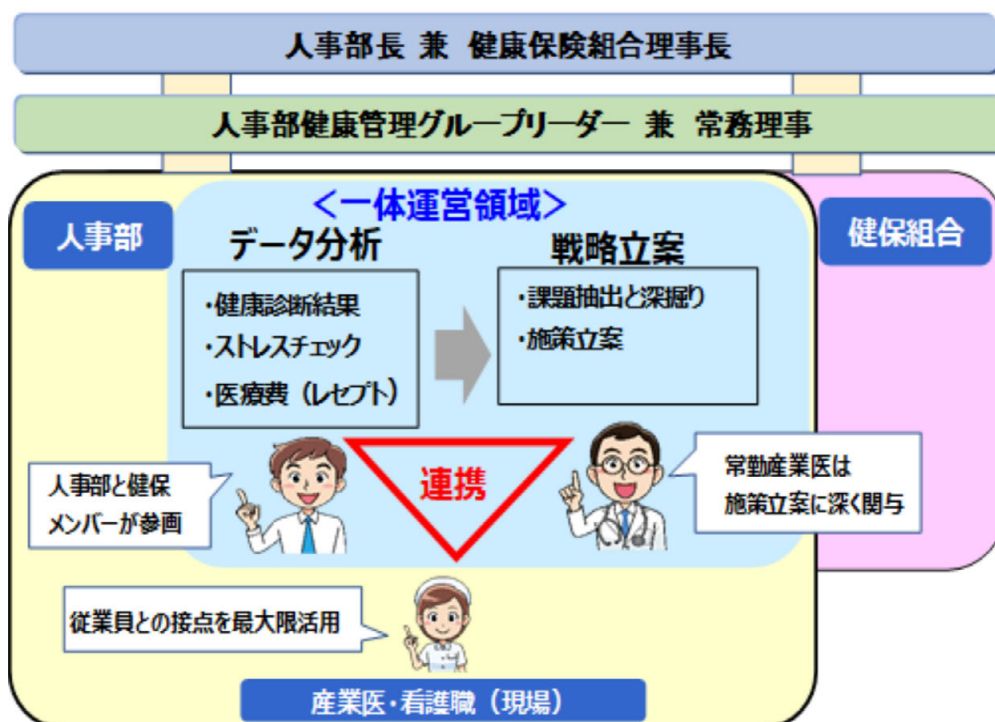 人事部長 兼 健康保険組合理事長
人事部健康管理グループリーダー 兼 常務理事
<一体運営領域>
人事部
健保組合
データ分析
・健康診断結果
・ストレスチェック
・医療費（レセプト）
戦略立案
・課題抽出と深掘り
・施策立案
人事部と健保
メンバーが参画
連携
常勤産業医は
施策立案に深く関与
従業員との接点を最大限活用
産業医・看護職（現場）